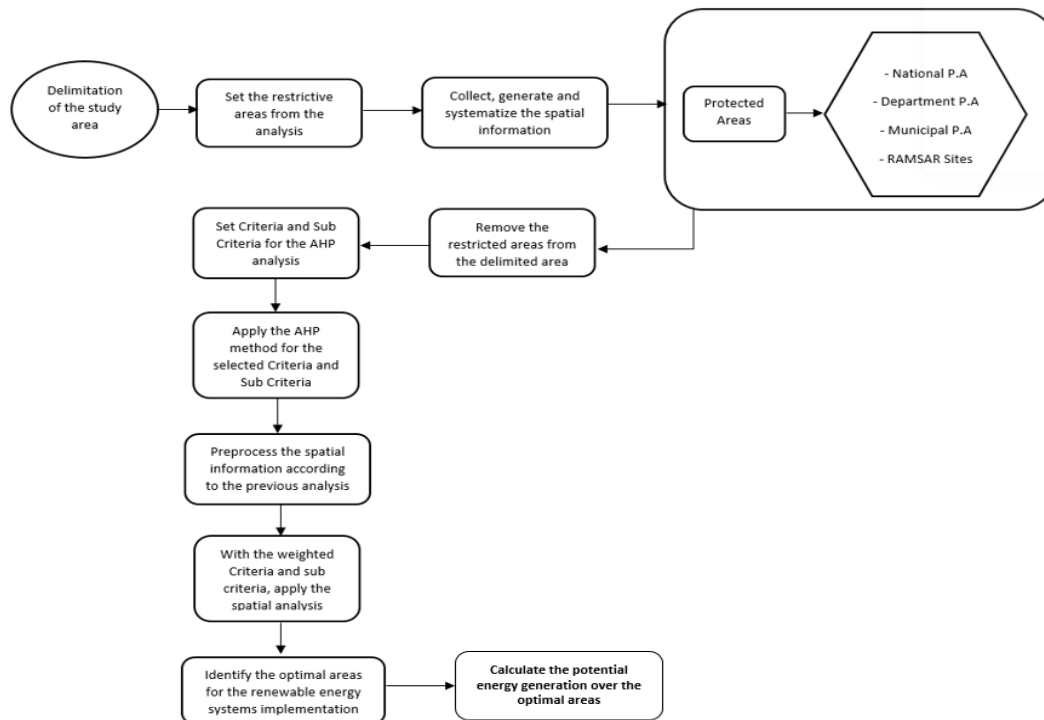 Delimitation
of the study
area
Set the restrictive
areas from the
analysis
Collect, generate and
systematize the spatial
information
Protected
Areas
- National P.A
- Department P.A
- Municipal P.A
- RAMSAR Sites
Remove the
restricted areas from
the delimited area
Set Criteria and Sub
Criteria for the AHP
analysis
Apply the AHP
method for the
selected Criteria and
Sub Criteria
Preprocess the spatial
information according
to the previous analysis
With the weighted
Criteria and sub
criteria, apply the
spatial analysis
Identify the optimal areas
for the renewable energy
systems implementation
Calculate the potential
energy generation over the
optimal areas